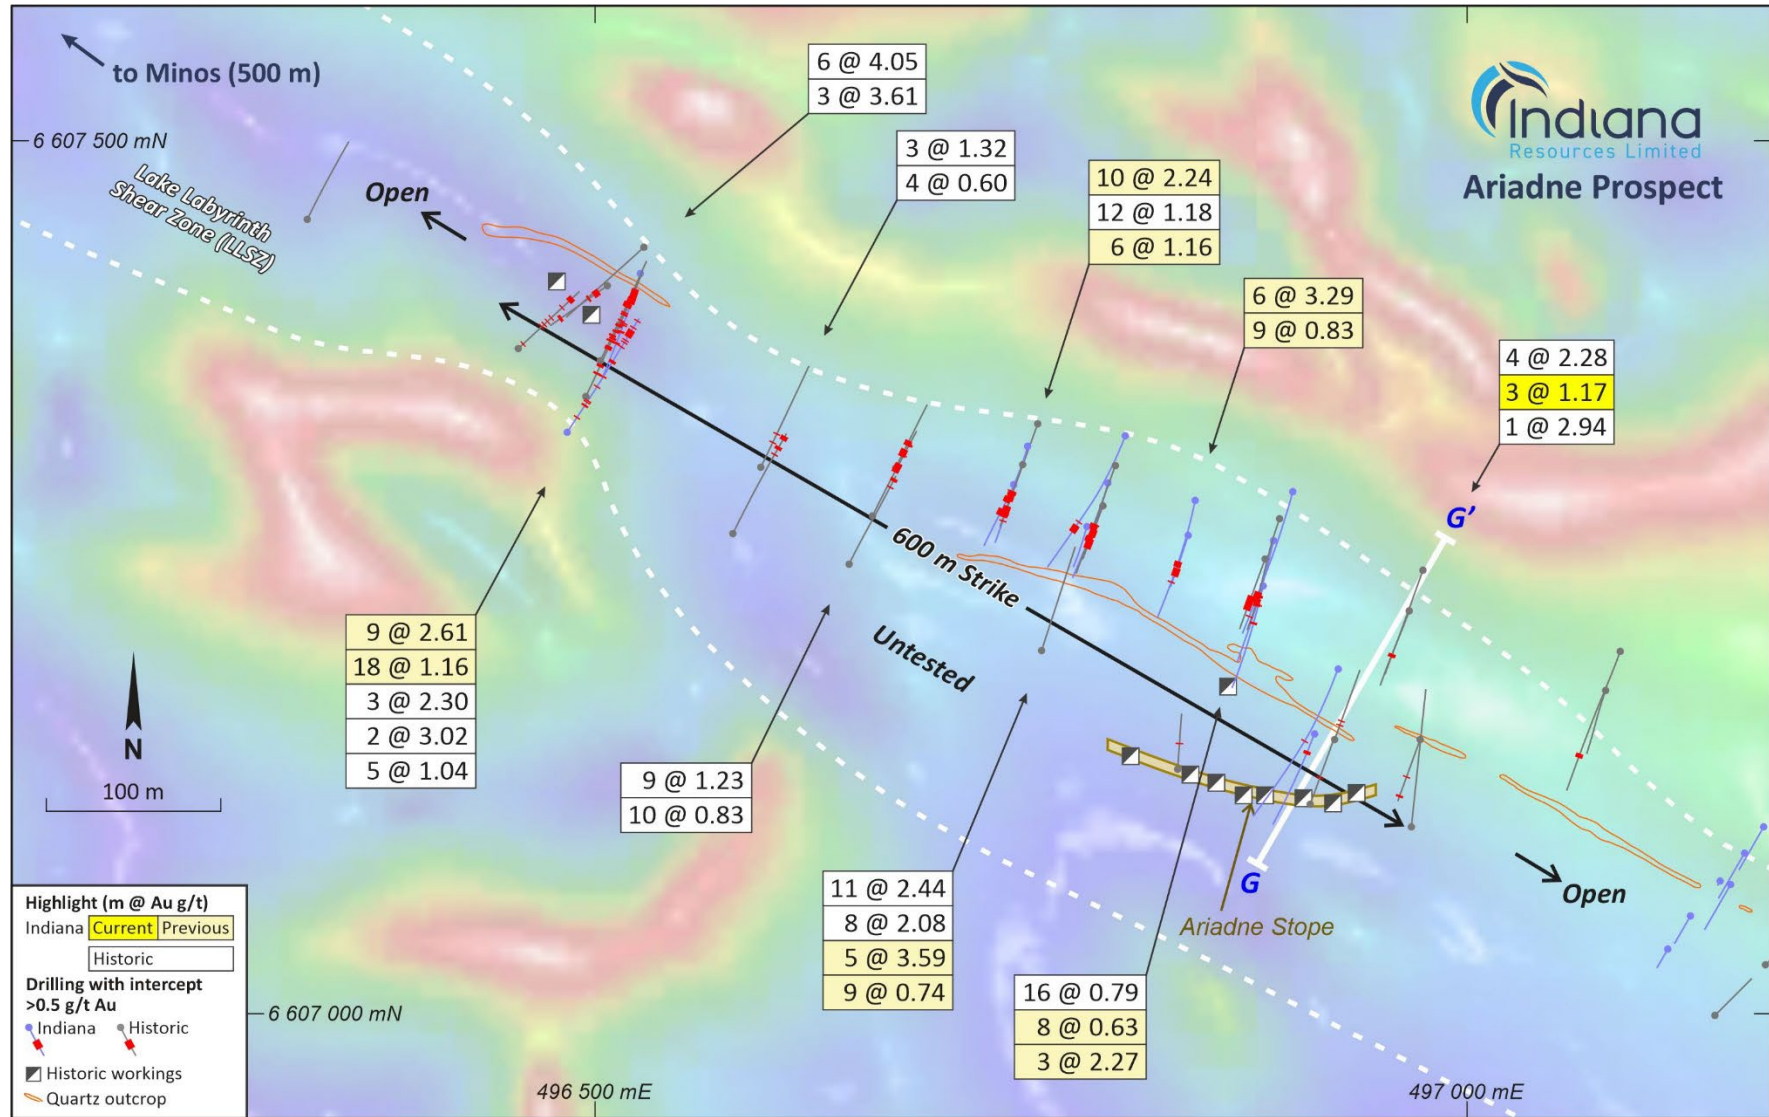 to Minos (500 m)
6 607 500 mN
Lake Labyrinth
Shear Zone (LLSZ)
Open
6 @ 4.05
3 @ 3.61
3 @ 1.32
4 @ 0.60
10 @ 2.24
12 @ 1.18
6 @ 1.16
6 @ 3.29
9 @ 0.83
Indiana
Resources Limited
Ariadne Prospect
4 @ 2.28
3 @ 1.17
1 @ 2.94
G’
600 m Strike
Untested
9 @ 2.61
18 @ 1.16
3 @ 2.30
2 @ 3.02
5 @ 1.04
N
100 m
9 @ 1.23
10 @ 0.83
11 @ 2.44
8 @ 2.08
5 @ 3.59
9 @ 0.74
G
Ariadne Stope
Open
16 @ 0.79
8 @ 0.63
3 @ 2.27
Highlight (m @ Au g/t)
Indiana Current Previous
Historic
Drilling with intercept
>0.5 g/t Au
Indiana Historic
Historic workings
Quartz outcrop
6 607 000 mN
496 500 mE
497 000 mE